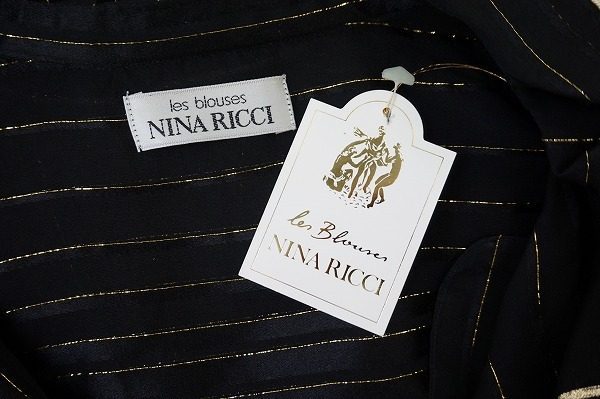 les blouses
NINA RICCI
les Blouses
NINA RICCI